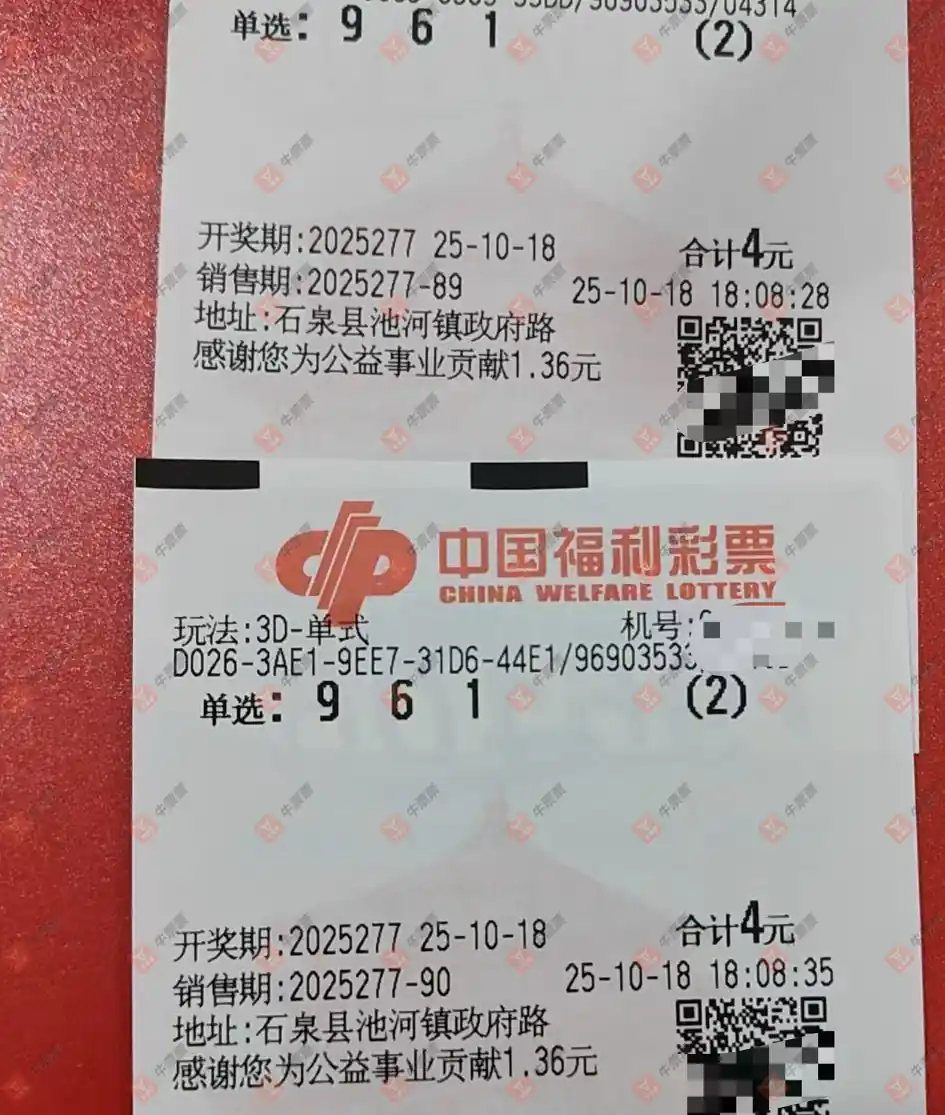 单选: 9 6 1 (2)
开奖期:2025277 25-10-18 合计4元
销售期:2025277-89 25-10-18 18:08:28
地址:石泉县池河镇政府路
感谢您为公益事业贡献1.36元
中国福利彩票
CHINA WELFARE LOTTERY
玩法:3D-单式 机号:
D026-3AE1-9EE7-31D6-44E1/96903533
单选: 9 6 1 (2)
开奖期:2025277 25-10-18 合计4元
销售期:2025277-90 25-10-18 18:08:35
地址:石泉县池河镇政府路
感谢您为公益事业贡献1.36元